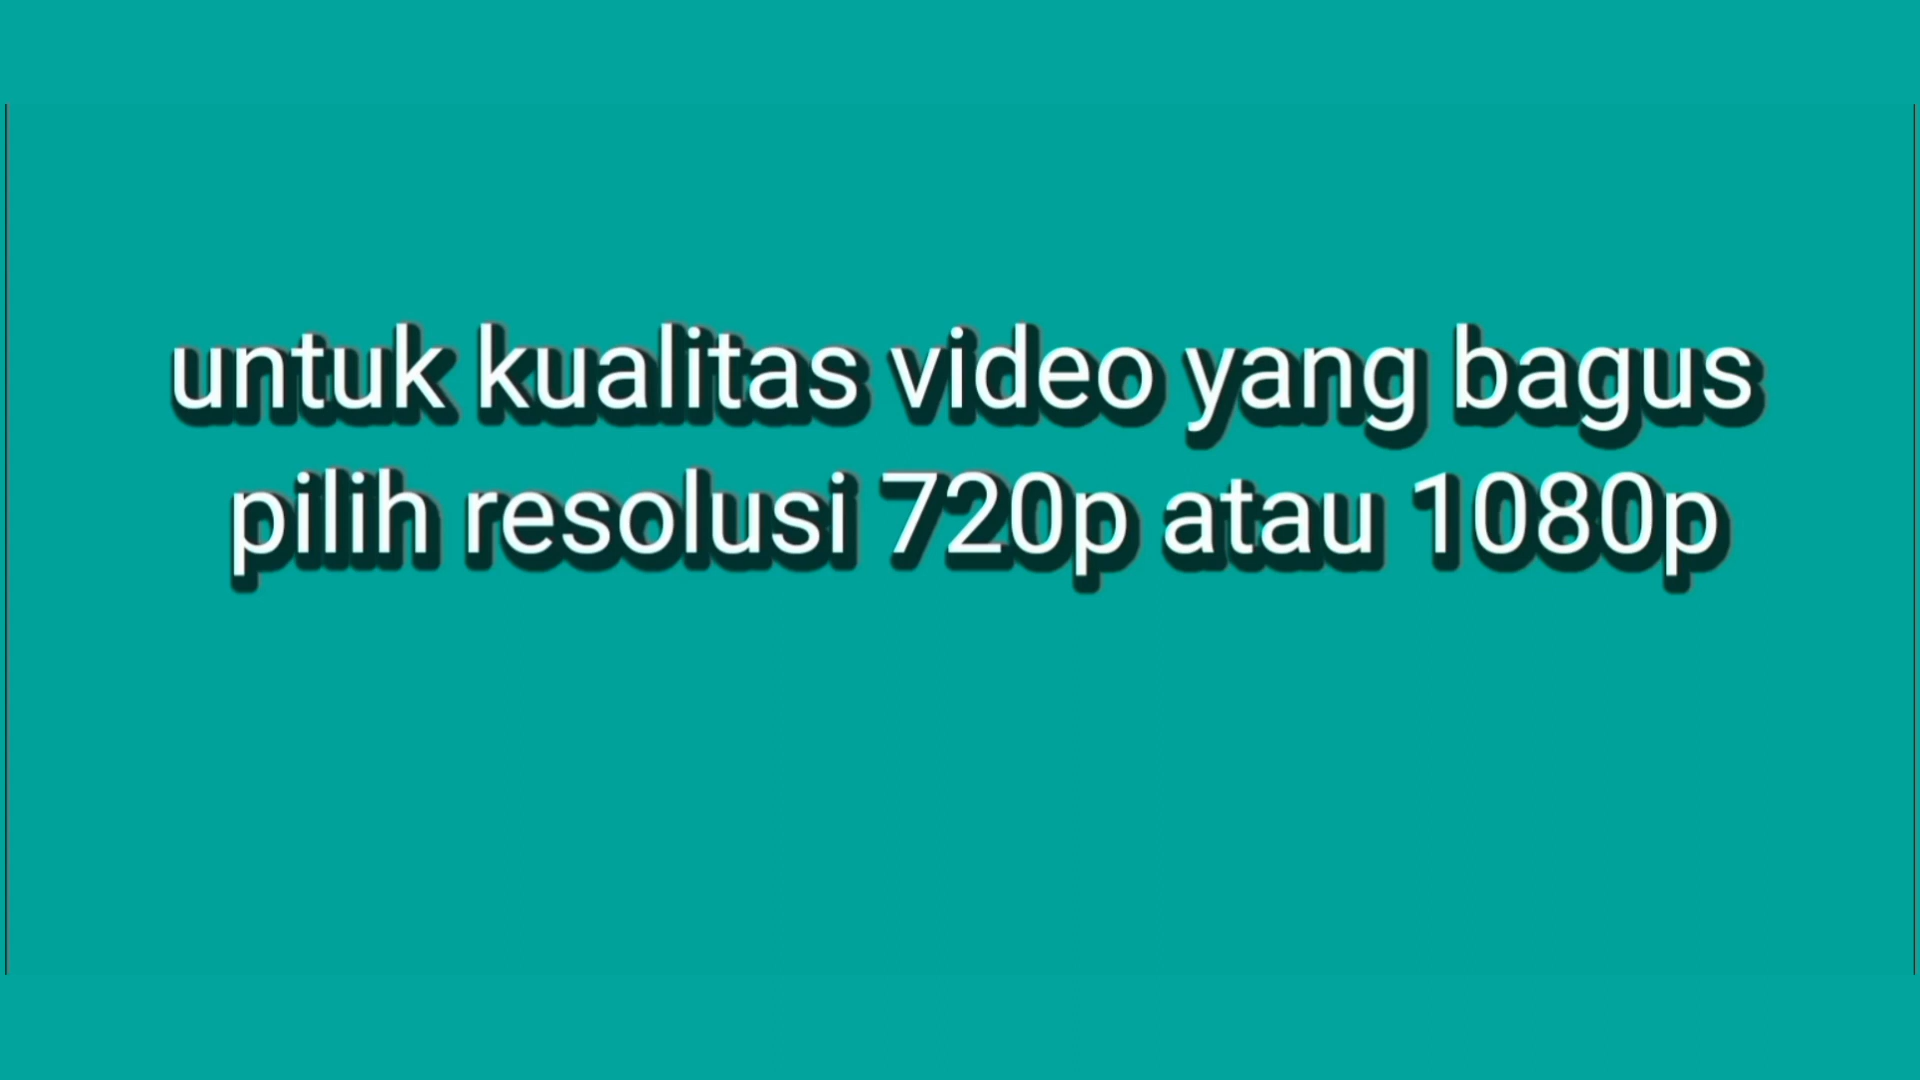 untuk kualitas video yang bagus
pilih resolusi 720p atau 1080p